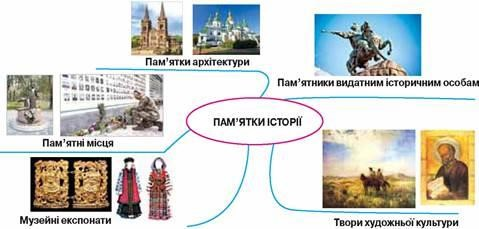 Пам'ятки архітектури
Пам'ятники видатним історичним особам
ПАМ'ЯТКИ ІСТОРІЇ
Пам'ятні місця
Музейні експонати
Твори художньої культури